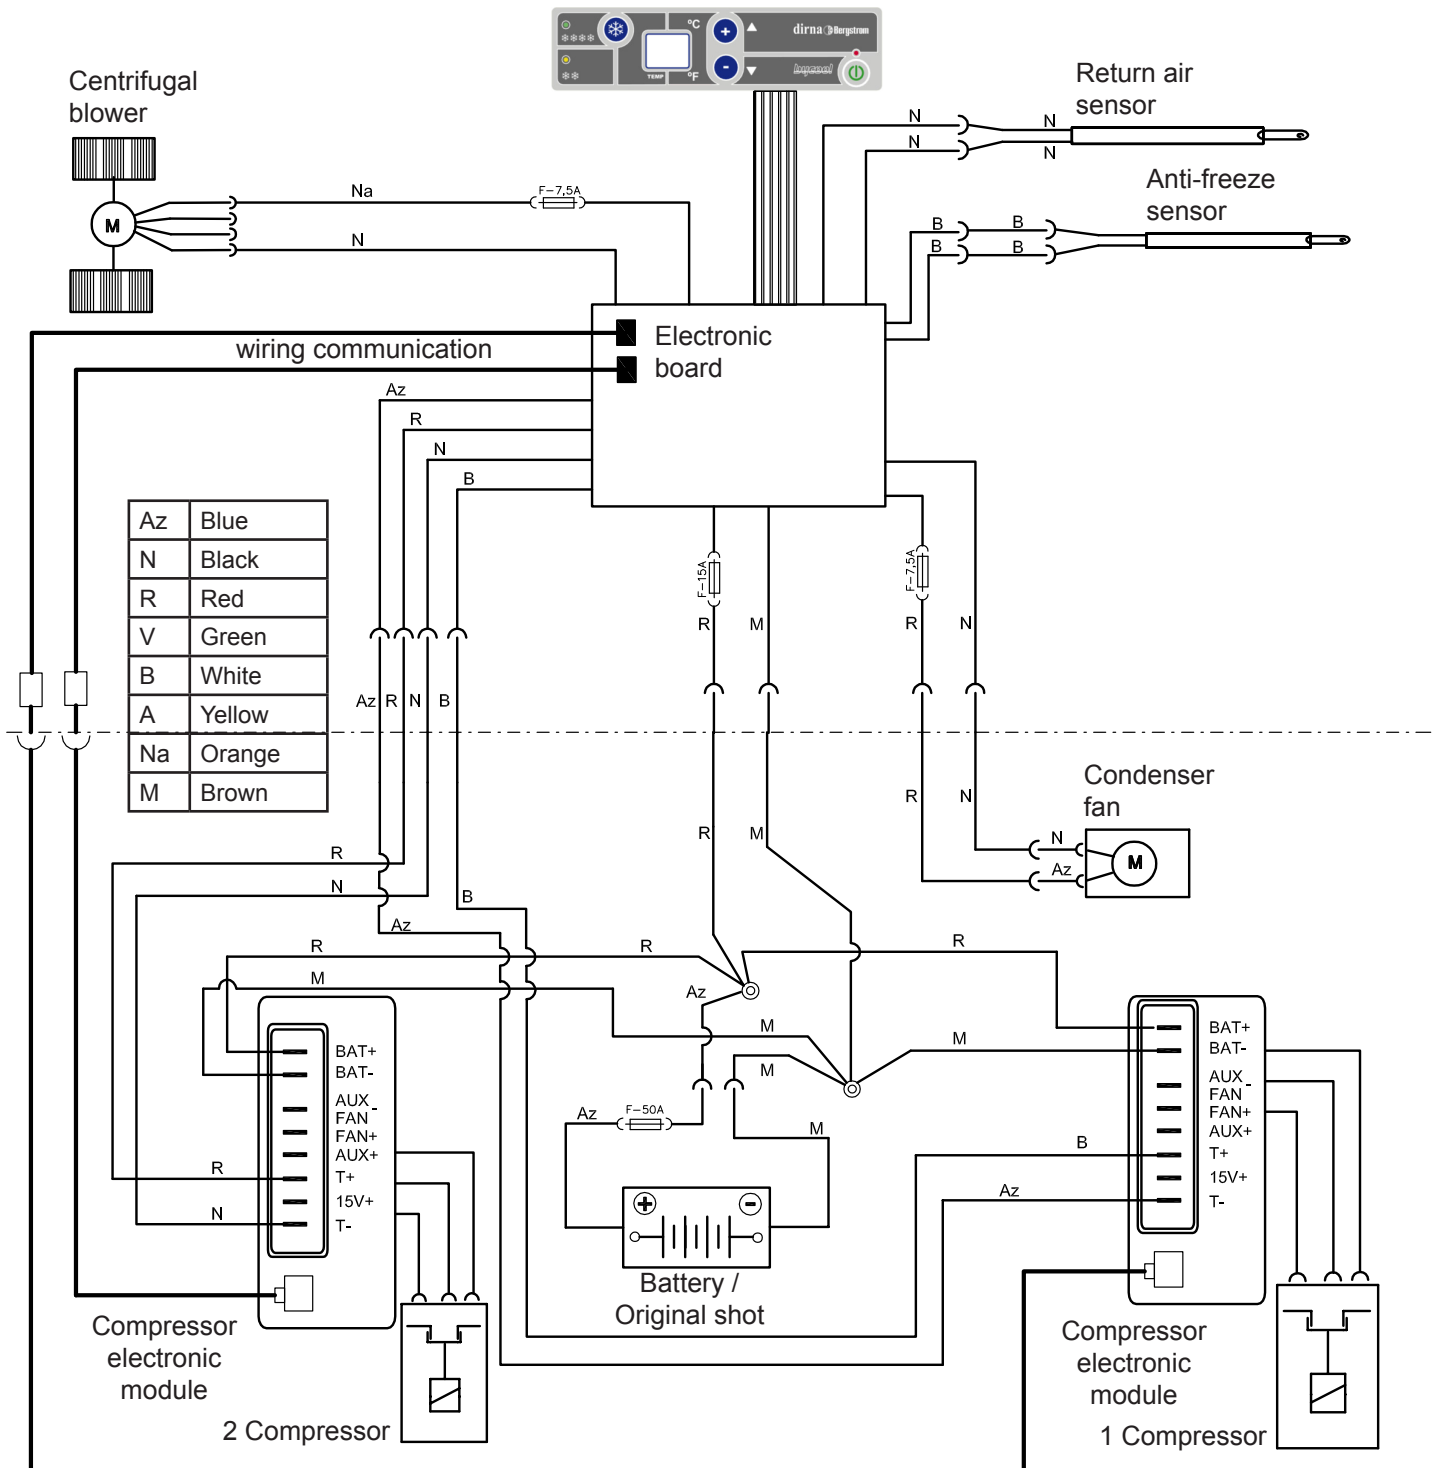 °C
dirna Bergstrom
TEMP
°F
bycool
Centrifugal
blower
Return air
sensor
N
N
N
N
Anti-freeze
sensor
Na
F-7,5A
M
N
B
B
B
B
Electronic
board
wiring communication
Az
R
N
B
Az Blue
N Black
R Red
V Green
B White
A Yellow
Na Orange
M Brown
F-15A
F-7,5A
R
M
R
N
Az
R
N
B
Condenser
fan
R
N
R
M
N
Az
M
R
N
B
Az
R
R
R
M
Az
M
M
M
BAT+
BAT-
AUX
-
FAN
FAN+
AUX+
T+
15V+
T-
R
N
Az
F-50A
M
+
-
Battery /
Original shot
BAT+
BAT-
AUX
-
FAN
FAN+
AUX+
T+
15V+
T-
B
Az
Compressor
electronic
module
2 Compressor
Compressor
electronic
module
1 Compressor